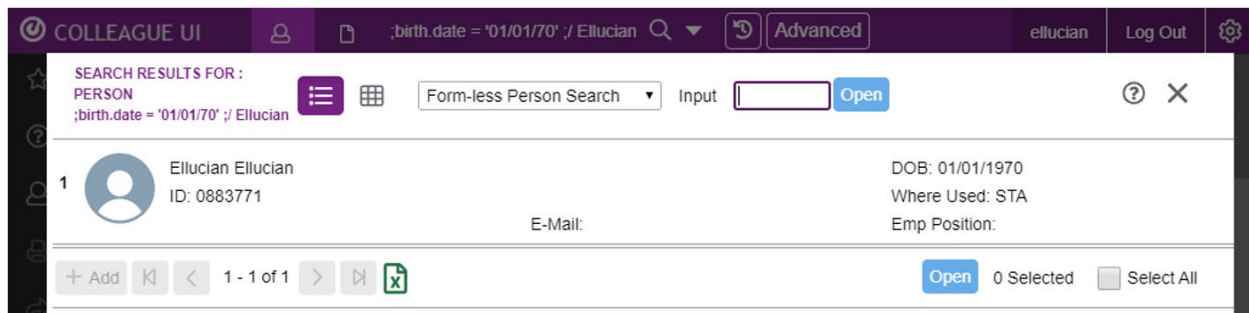 COLLEAGUE UI ;birth.date = '01/01/70' ;/ Ellucian Advanced ellucian Log Out
SEARCH RESULTS FOR :
PERSON
;birth.date = '01/01/70' ;/ Ellucian
Form-less Person Search Input Open
1
Ellucian Ellucian DOB: 01/01/1970
ID: 0883771 Where Used: STA
E-Mail: Emp Position:
+ Add 1 - 1 of 1 Open 0 Selected Select All